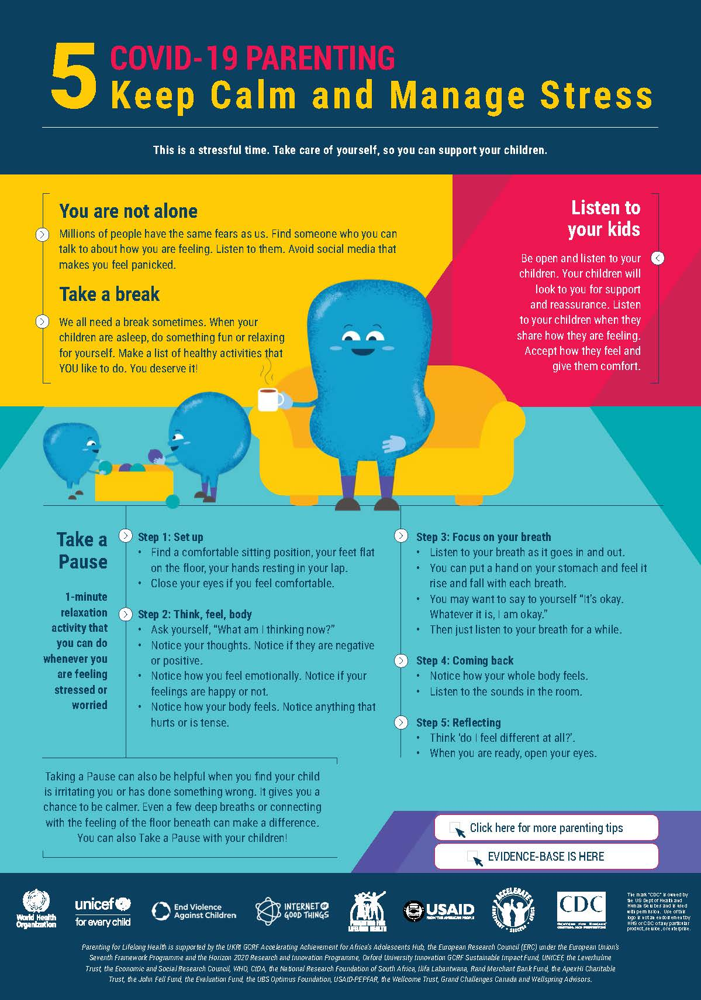 5
COVID-19 PARENTING
Keep Calm and Manage Stress
This is a stressful time. Take care of yourself, so you can support your children.
You are not alone
Millions of people have the same fears as us. Find someone who you can
talk to about how you are feeling. Listen to them. Avoid social media that
makes you feel panicked.
Take a break
We all need a break sometimes. When your
children are asleep, do something fun or relaxing
for yourself. Make a list of healthy activities that
YOU like to do. You deserve it!
Listen to
your kids
Be open and listen to your
children. Your children will
look to you for support
and reassurance. Listen
to your children when they
share how they are feeling.
Accept how they feel and
give them comfort.
Take a
Pause
1-minute
relaxation
activity that
you can do
whenever you
are feeling
stressed or
worried
Step 1: Set up
• Find a comfortable sitting position, your feet flat
on the floor, your hands resting in your lap.
• Close your eyes if you feel comfortable.
Step 2: Think, feel, body
• Ask yourself, “What am I thinking now?”
• Notice your thoughts. Notice if they are negative
or positive.
• Notice how you feel emotionally. Notice if your
feelings are happy or not.
• Notice how your body feels. Notice anything that
hurts or is tense.
Step 3: Focus on your breath
• Listen to your breath as it goes in and out.
• You can put a hand on your stomach and feel it
rise and fall with each breath.
• You may want to say to yourself “It’s okay.
Whatever it is, I am okay.”
• Then just listen to your breath for a while.
Step 4: Coming back
• Notice how your whole body feels.
• Listen to the sounds in the room.
Step 5: Reflecting
• Think ‘do I feel different at all?’.
• When you are ready, open your eyes.
Taking a Pause can also be helpful when you find your child
is irritating you or has done something wrong. It gives you a
chance to be calmer. Even a few deep breaths or connecting
with the feeling of the floor beneath can make a difference.
You can also Take a Pause with your children!
Click here for more parenting tips
EVIDENCE-BASE IS HERE
World Health
Organization
unicef
for every child
End Violence
Against Children
INTERNET OF
GOOD THINGS
PARENTING FOR
LIFELONG HEALTH
USAID
FROM THE AMERICAN PEOPLE
ACCELERATE
SUCCESS
CDC
CONTROL AND PREVENTION
The mark "CDC" is owned by
the US Dept of Health and
Human Services and is used
with permission. Use of this
logo is not an endorsement by
HHS or CDC of any particular
product, service, or enterprise.
Parenting for Lifelong Health is supported by the UKRI GCRF Accelerating Achievement for Africa’s Adolescents Hub, the European Research Council (ERC) under the European Union’s
Seventh Framework Programme and the Horizon 2020 Research and Innovation Programme, Oxford University Innovation GCRF Sustainable Impact Fund, UNICEF, the Leverhulme
Trust, the Economic and Social Research Council, WHO, CIDA, the National Research Foundation of South Africa, Ilifa Labantwana, Rand Merchant Bank Fund, the ApexHi Charitable
Trust, the John Fell Fund, the Evaluation Fund, the UBS Optimus Foundation, USAID-PEPFAR, the Wellcome Trust, Grand Challenges Canada and Wellspring Advisors.